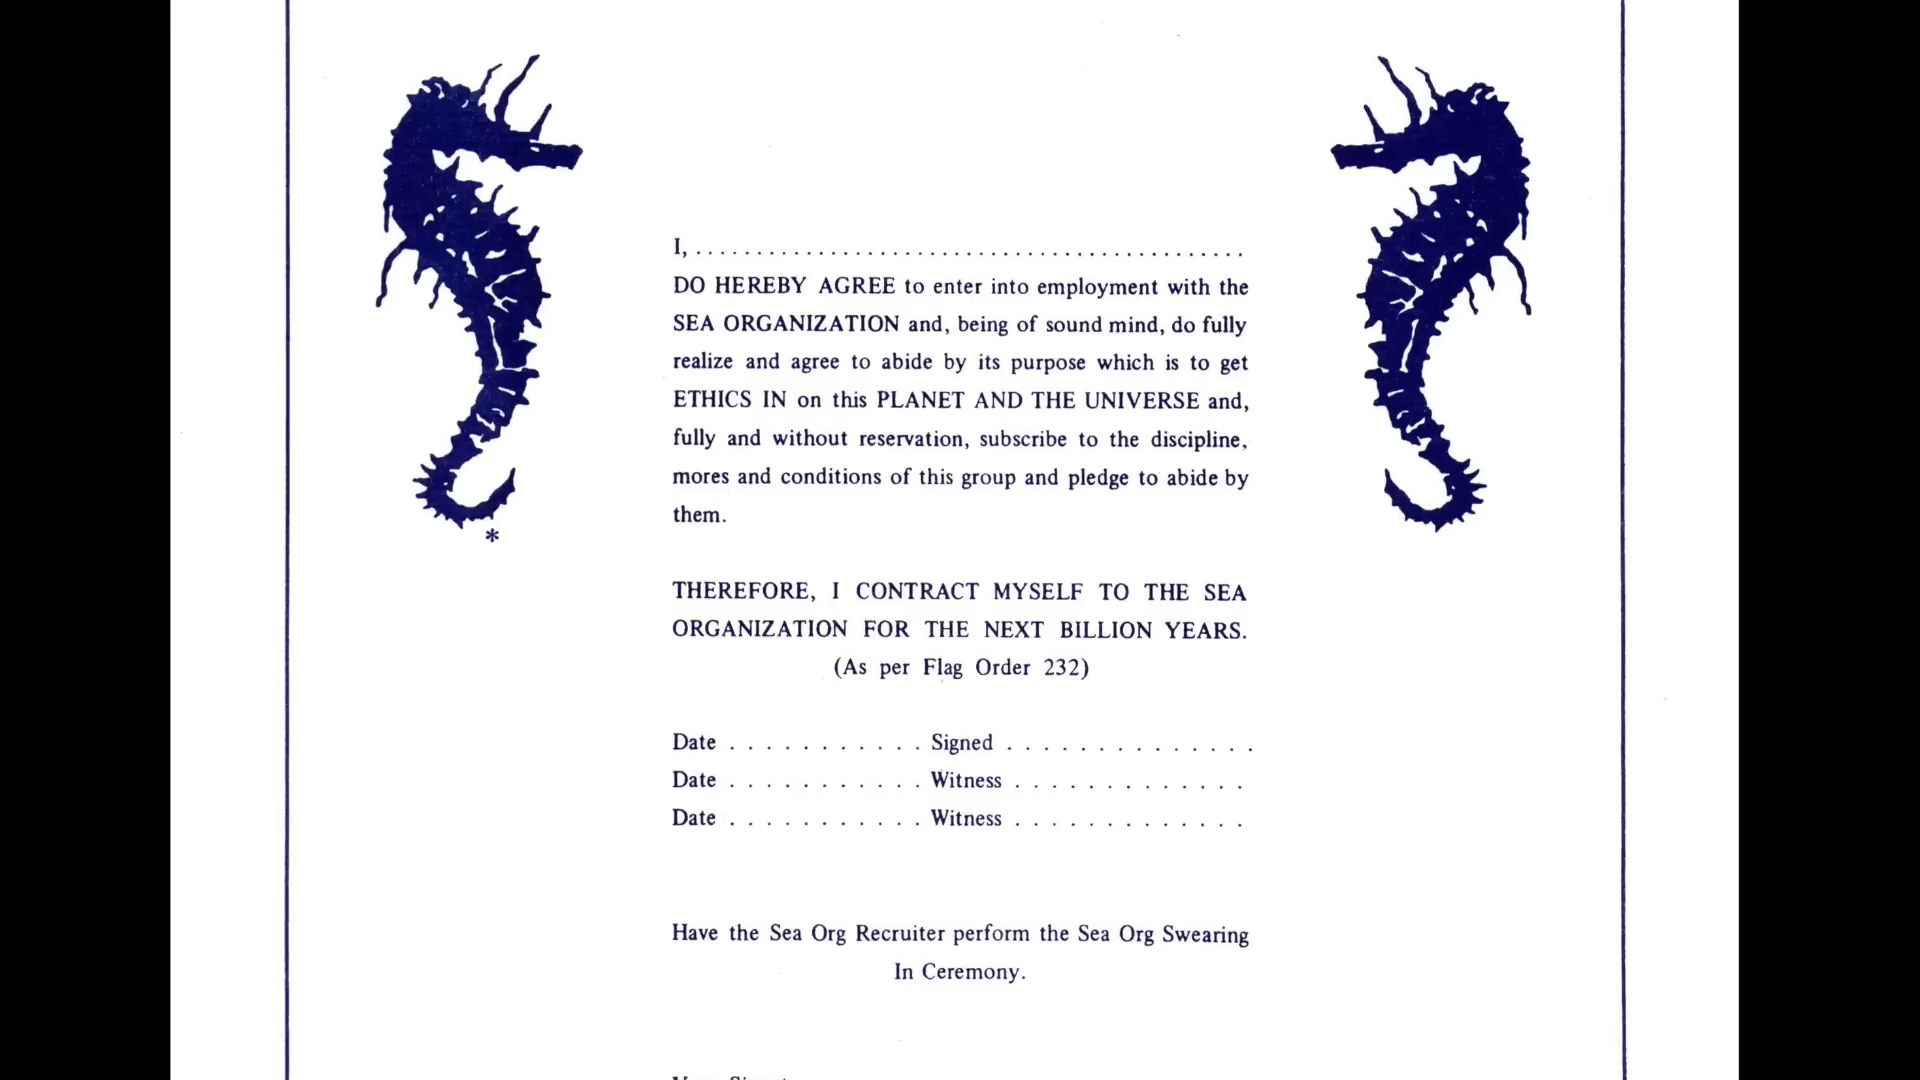 I, .............................................
DO HEREBY AGREE to enter into employment with the
SEA ORGANIZATION and, being of sound mind, do fully
realize and agree to abide by its purpose which is to get
ETHICS IN on this PLANET AND THE UNIVERSE and,
fully and without reservation, subscribe to the discipline,
mores and conditions of this group and pledge to abide by
them.
*
THEREFORE, I CONTRACT MYSELF TO THE SEA
ORGANIZATION FOR THE NEXT BILLION YEARS.
(As per Flag Order 232)
Date . . . . . . . . . . . Signed . . . . . . . . . . . . . .
Date . . . . . . . . . . . Witness . . . . . . . . . . . . .
Date . . . . . . . . . . . Witness . . . . . . . . . . . . .
Have the Sea Org Recruiter perform the Sea Org Swearing
In Ceremony.